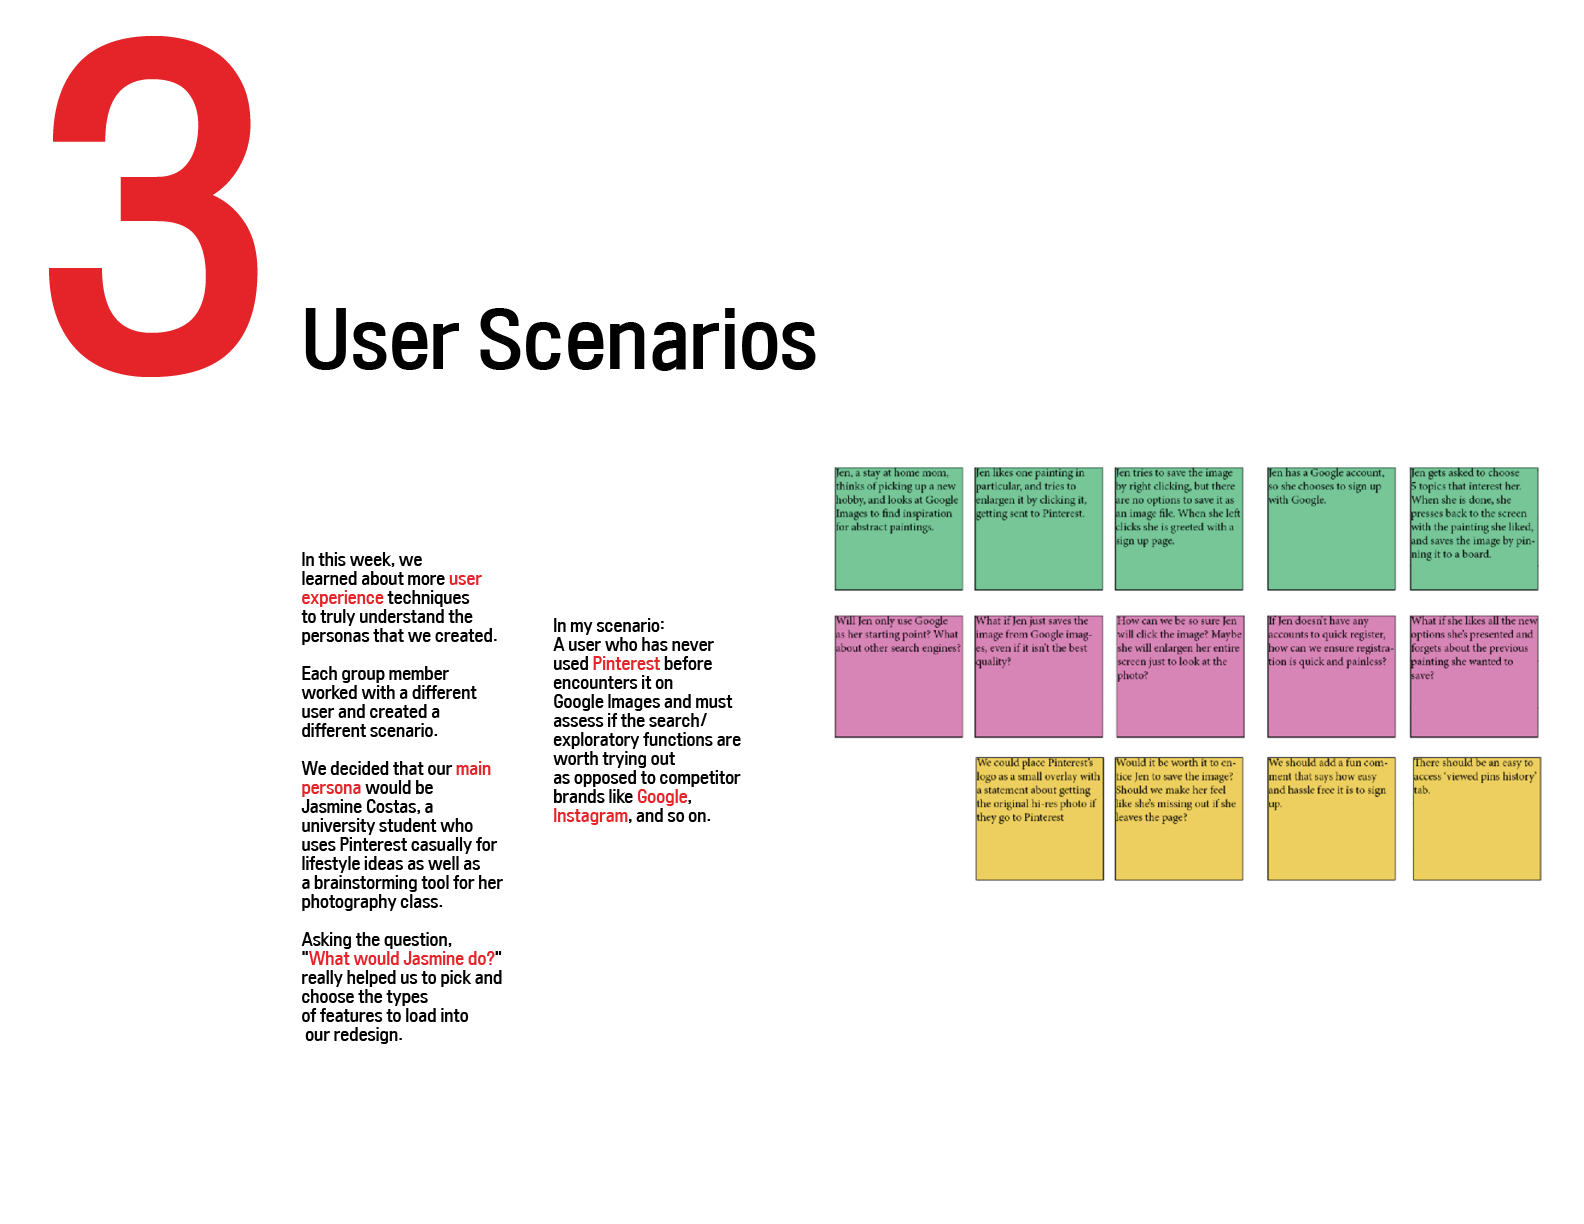 3
User Scenarios
In this week, we
learned about more user
experience techniques
to truly understand the
personas that we created.
Each group member
worked with a different
user and created a
different scenario.
We decided that our main
persona would be
Jasmine Costas, a
university student who
uses Pinterest casually for
lifestyle ideas as well as
a brainstorming tool for her
photography class.
Asking the question,
"What would Jasmine do?"
really helped us to pick and
choose the types
of features to load into
our redesign.
In my scenario:
A user who has never
used Pinterest before
encounters it on
Google Images and must
assess if the search/
exploratory functions are
worth trying out
as opposed to competitor
brands like Google,
Instagram, and so on.
Jen, a stay at home mom,
thinks of picking up a new
hobby, and looks at Google
Images to find inspiration
for abstract paintings.
Jen likes one painting in
particular, and tries to
enlargen it by clicking it,
getting sent to Pinterest.
Jen tries to save the image
by right clicking, but there
are no options to save it as
an image file. When she left
clicks she is greeted with a
sign up page.
Jen has a Google account,
so she chooses to sign up
with Google.
Jen gets asked to choose
5 topics that interest her.
When she is done, she
presses back to the screen
with the painting she liked,
and saves the image by pin-
ning it to a board.
Will Jen only use Google
as her starting point? What
about other search engines?
What if Jen just saves the
image from Google imag-
es, even if it isn't the best
quality?
How can we be so sure Jen
will click the image? Maybe
she will enlargen her entire
screen just to look at the
photo?
If Jen doesn't have any
accounts to quick register,
how can we ensure registra-
tion is quick and painless?
What if she likes all the new
options she's presented and
forgets about the previous
painting she wanted to
save?
We could place Pinterest's
logo as a small overlay with
a statement about getting
the original hi-res photo if
they go to Pinterest
Would it be worth it to en-
tice Jen to save the image?
Should we make her feel
like she's missing out if she
leaves the page?
We should add a fun com-
ment that says how easy
and hassle free it is to sign
up.
There should be an easy to
access 'viewed pins history'
tab.